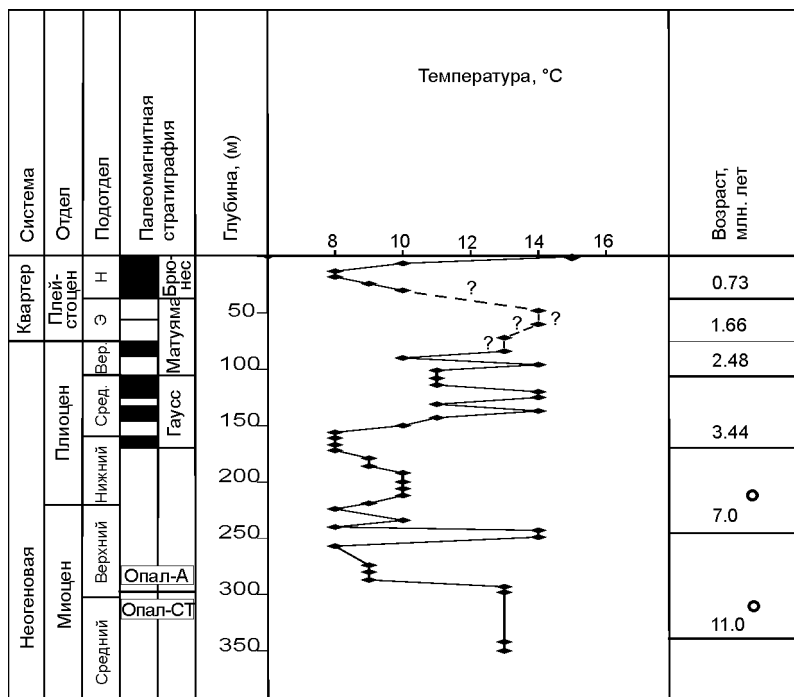 Система
Отдел
Подотдел
Палеомагнитная
стратиграфия
Глубина, (м)
Температура, °C
Возраст,
млн. лет
8 10 12 14 16
Квартер
Неогеновая
Плей-
стоцен
Плиоцен
Миоцен
Н
Э
Вер.
Сред.
Нижний
Верхний
Средний
Брю-
нес
Матуяма
Гаусс
Опал-А
Опал-СТ
50
100
150
200
250
300
350
?
?
?
?
0.73
1.66
2.48
3.44
7.0
11.0